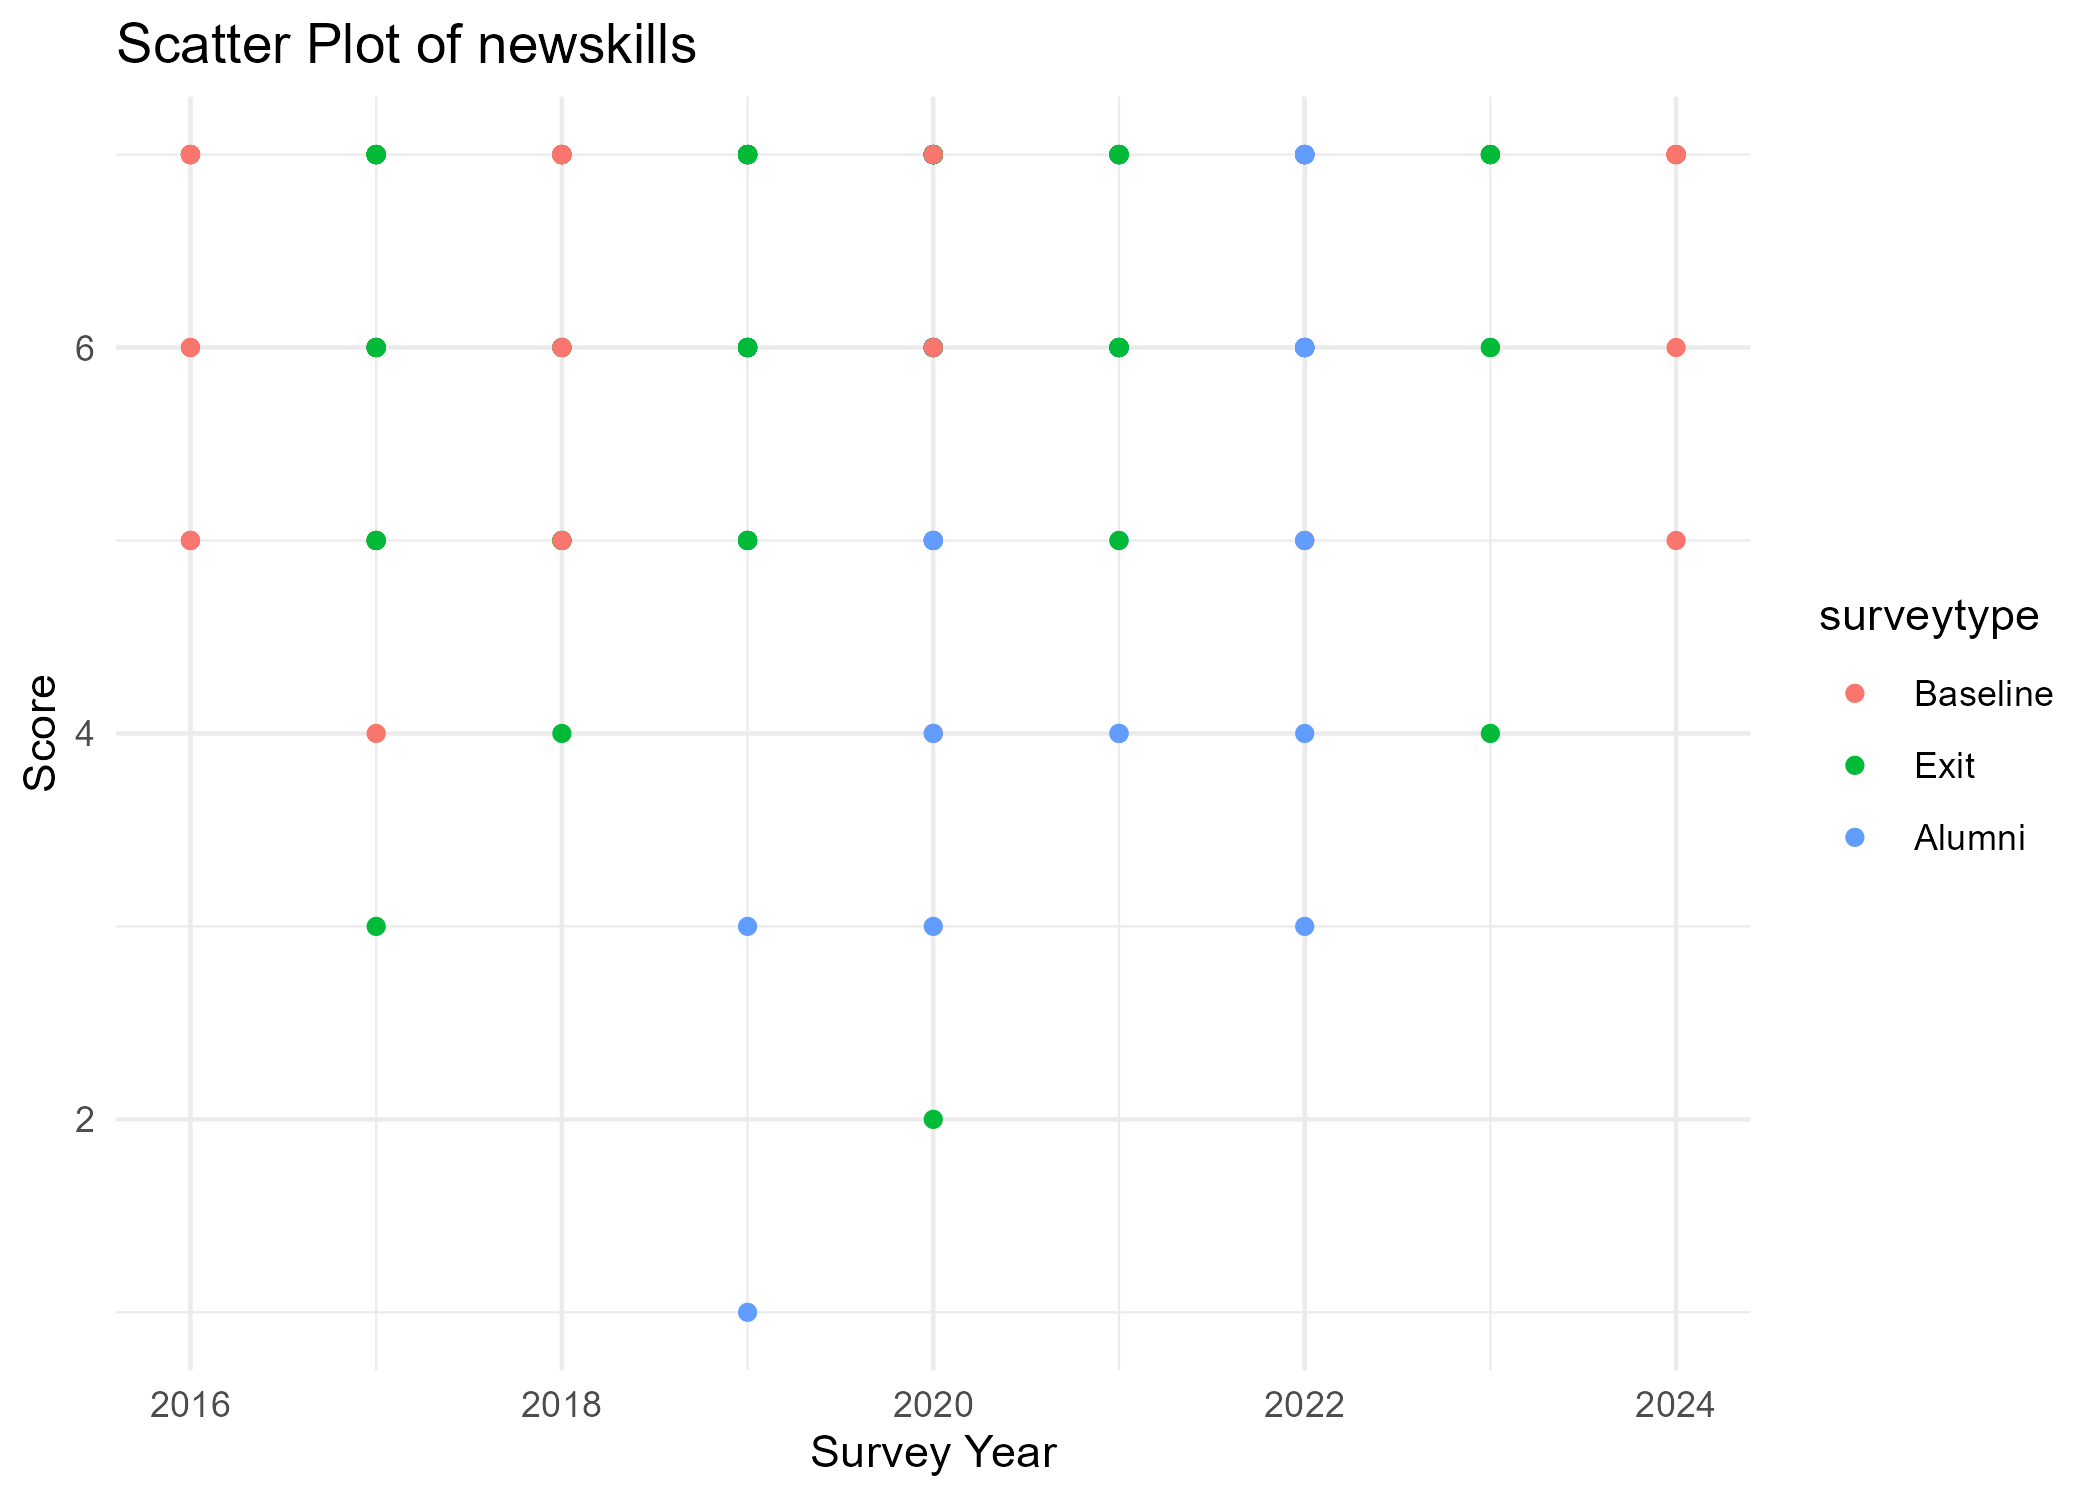 Scatter Plot of newskills
6
4
2
Score
2016 2018 2020 2022 2024
Survey Year
surveytype
Baseline
Exit
Alumni